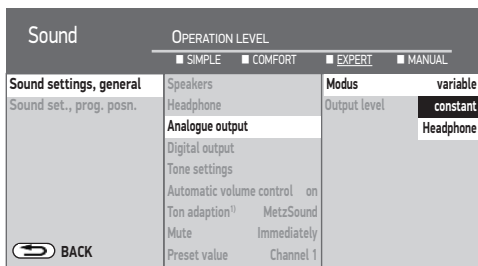 Sound
OPERATION LEVEL
SIMPLE COMFORT EXPERT MANUAL
Sound settings, general
Sound set., prog. posn.
BACK
Speakers
Headphone
Analogue output
Digital output
Tone settings
Automatic volume control on
Ton adaption1) MetzSound
Mute Immediately
Preset value Channel 1
Modus variable
Output level constant
Headphone